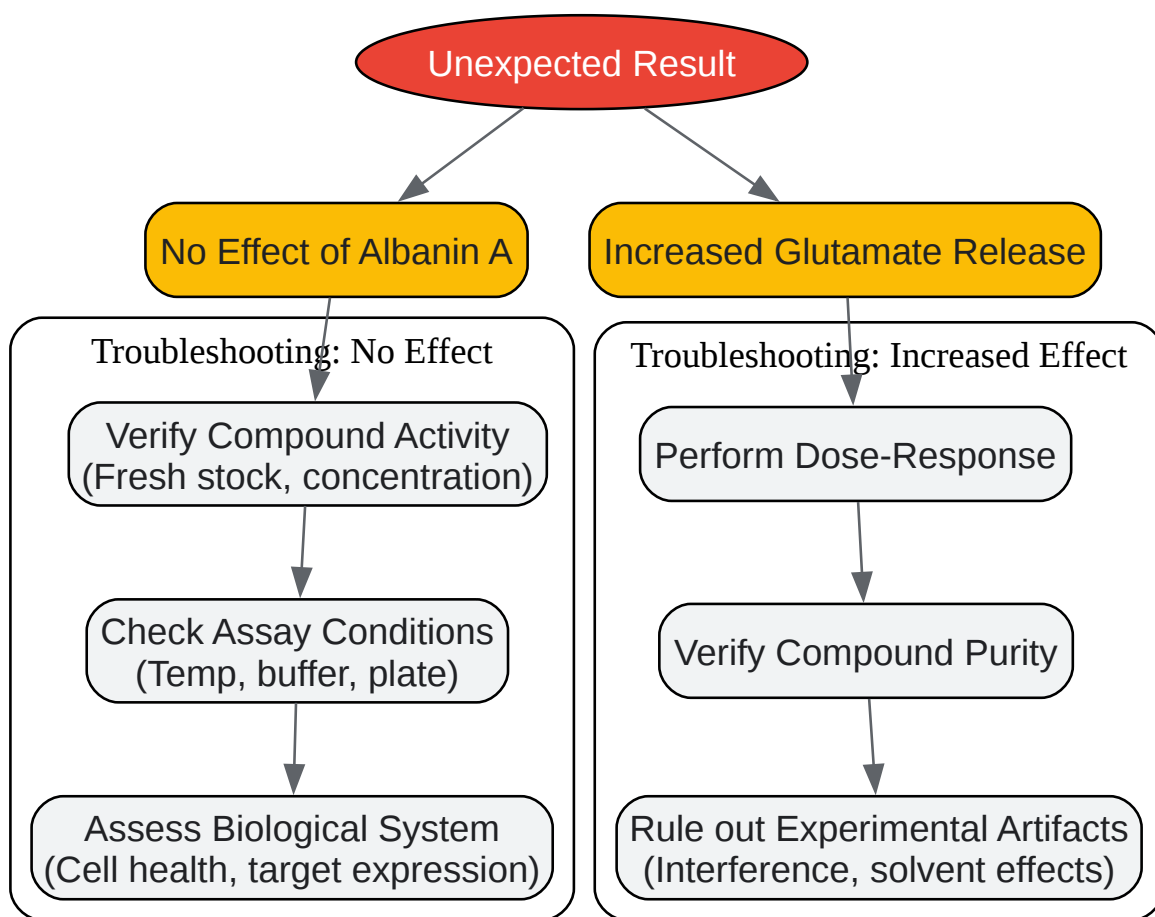 Unexpected Result
No Effect of Albanin A
Increased Glutamate Release
Troubleshooting: No Effect
Verify Compound Activity
(Fresh stock, concentration)
Check Assay Conditions
(Temp, buffer, plate)
Assess Biological System
(Cell health, target expression)
Troubleshooting: Increased Effect
Perform Dose-Response
Verify Compound Purity
Rule out Experimental Artifacts
(Interference, solvent effects)